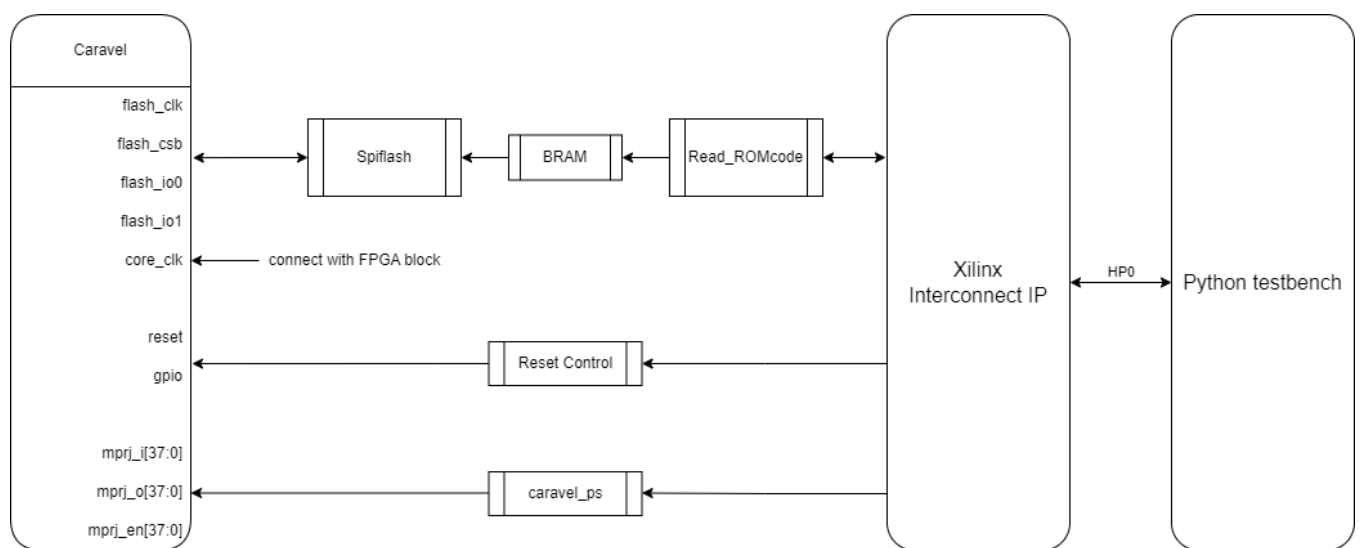 Caravel
flash_clk
flash_csb
flash_io0
flash_io1
core_clk
connect with FPGA block
reset
gpio
mprj_i[37:0]
mprj_o[37:0]
mprj_en[37:0]
Spiflash
BRAM
Read_ROMcode
Reset Control
caravel_ps
Xilinx
Interconnect IP
HP0
Python testbench